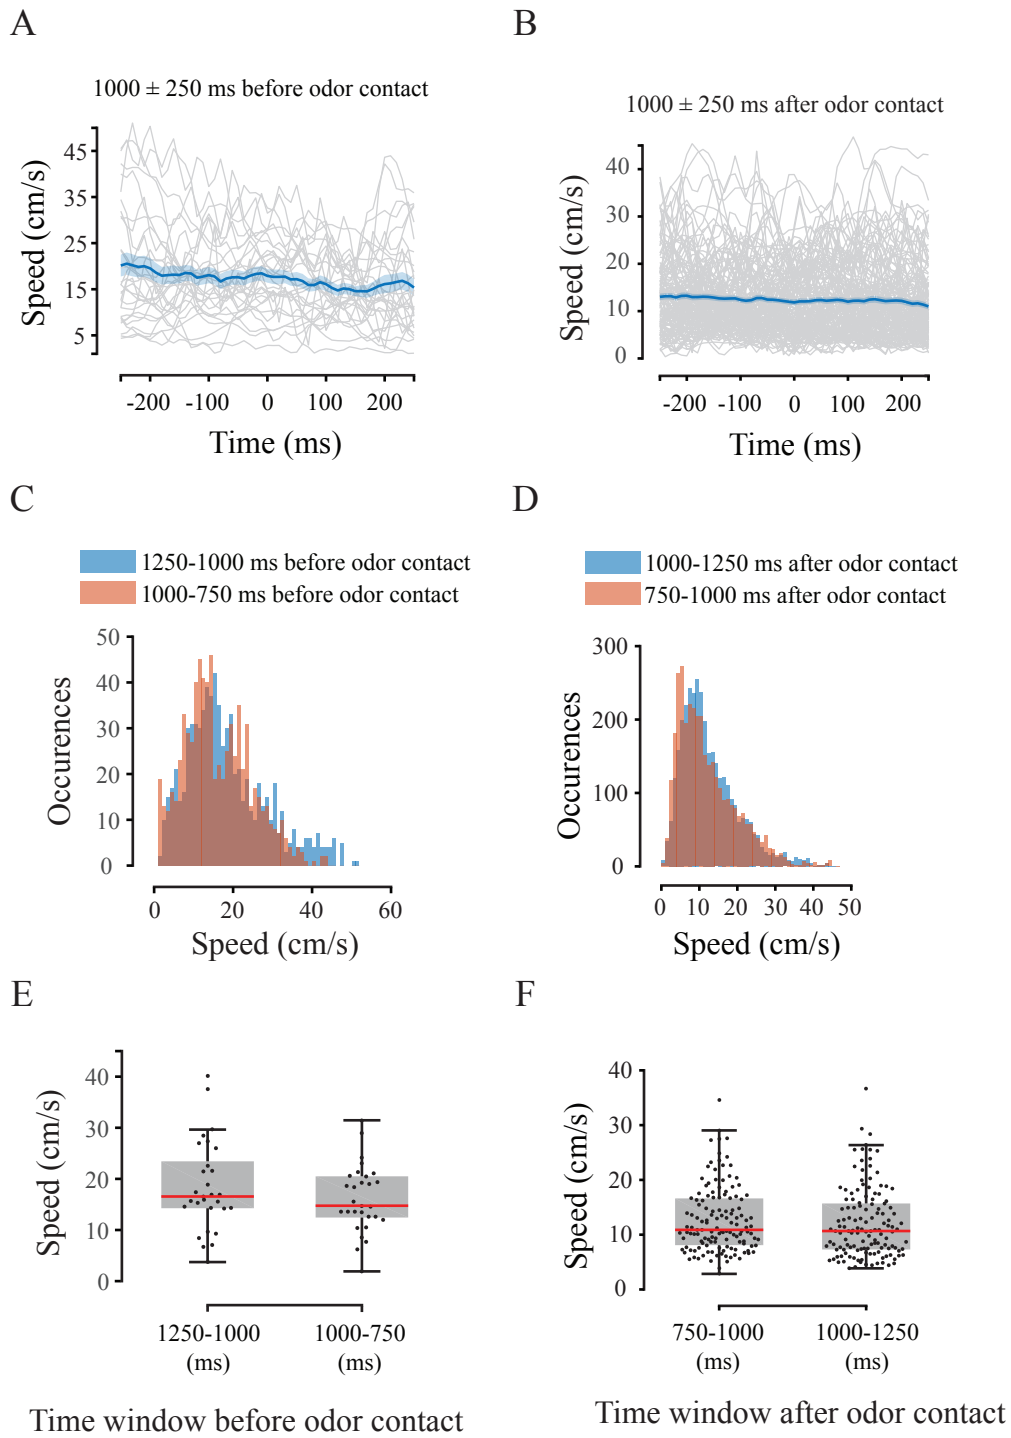 A
1000 ± 250 ms before odor contact
Speed (cm/s)
45
35
25
15
5
-200 -100 0 100 200
Time (ms)
B
1000 ± 250 ms after odor contact
Speed (cm/s)
40
30
20
10
0
-200 -100 0 100 200
Time (ms)
C
1250-1000 ms before odor contact
1000-750 ms before odor contact
Occurences
50
40
30
20
10
0
0 20 40 60
Speed (cm/s)
D
1000-1250 ms after odor contact
750-1000 ms after odor contact
Occurences
300
200
100
0
0 10 20 30 40 50
Speed (cm/s)
E
Speed (cm/s)
40
30
20
10
0
1250-1000 1000-750
(ms) (ms)
Time window before odor contact
F
Speed (cm/s)
40
30
20
10
0
750-1000 1000-1250
(ms) (ms)
Time window after odor contact